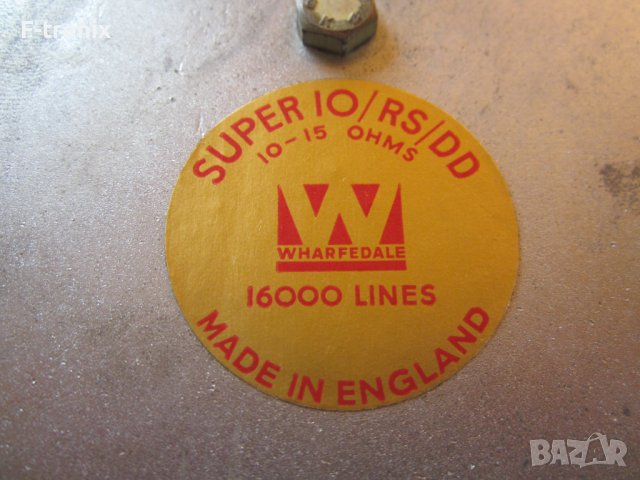 F-tronix
SUPER 10/RS/DD
10-15 OHMS
W
WHARFEDALE
16000 LINES
MADE IN ENGLAND
BAZAR